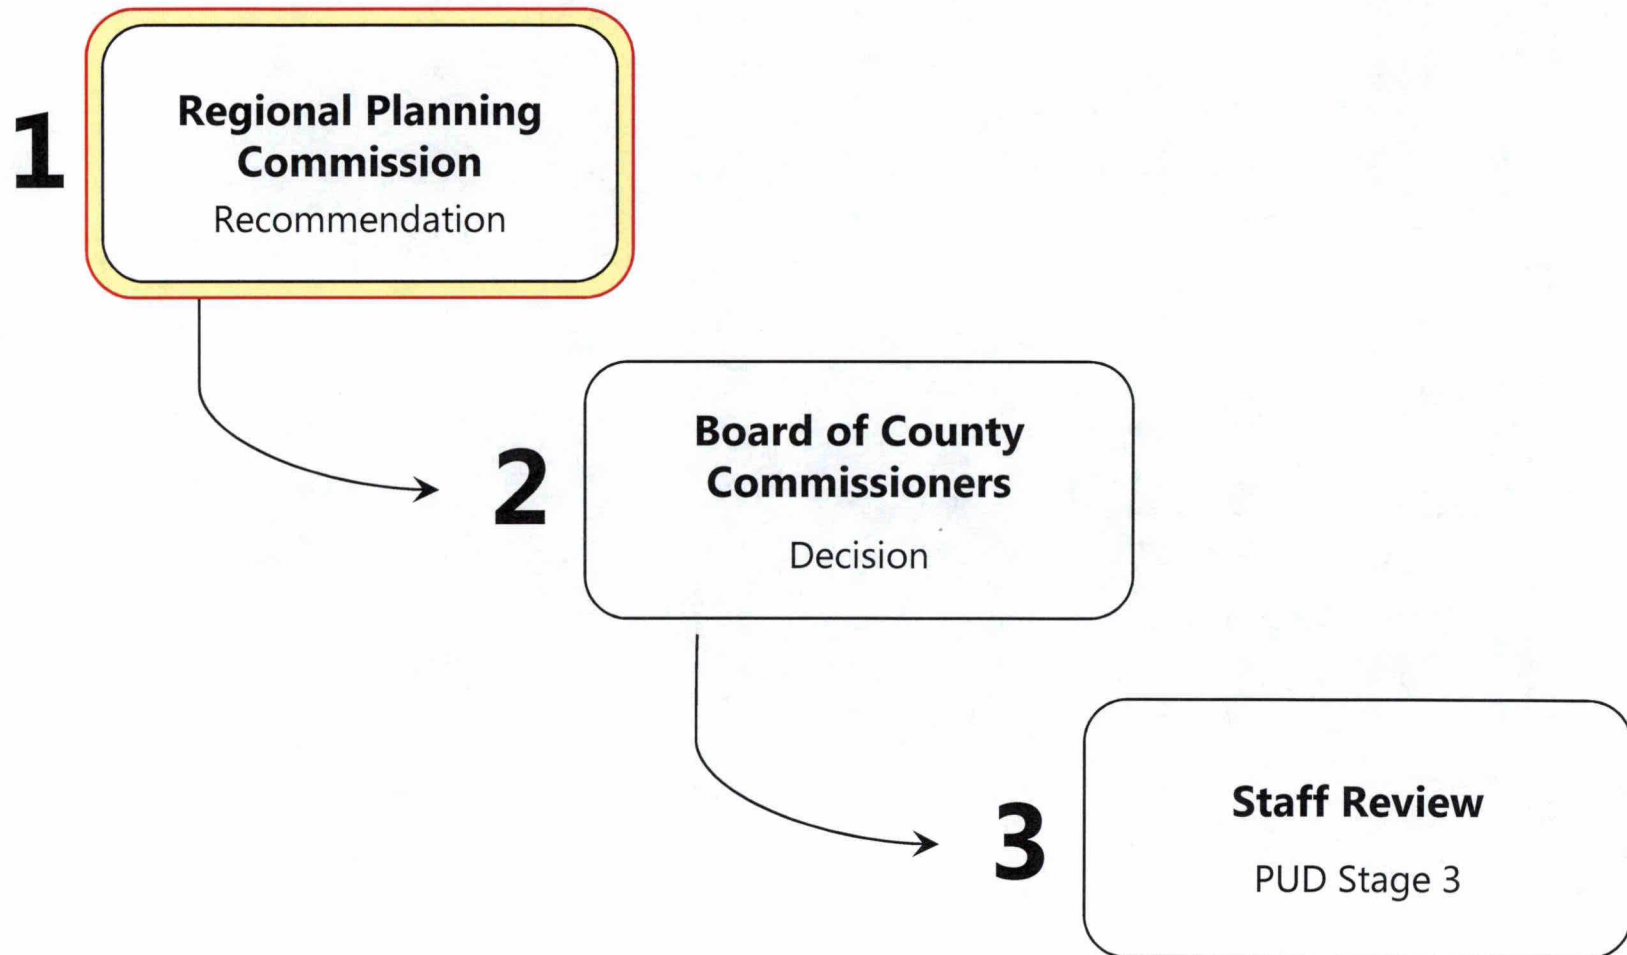 1
Regional Planning
Commission
Recommendation
2
Board of County
Commissioners
Decision
3
Staff Review
PUD Stage 3